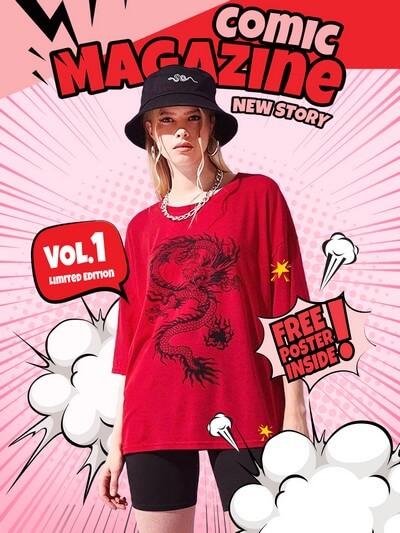 COMIC
MAGAZINE
NEW STORY
VOL.1
LIMITED EDITION
FREE
POSTER
INSIDE!